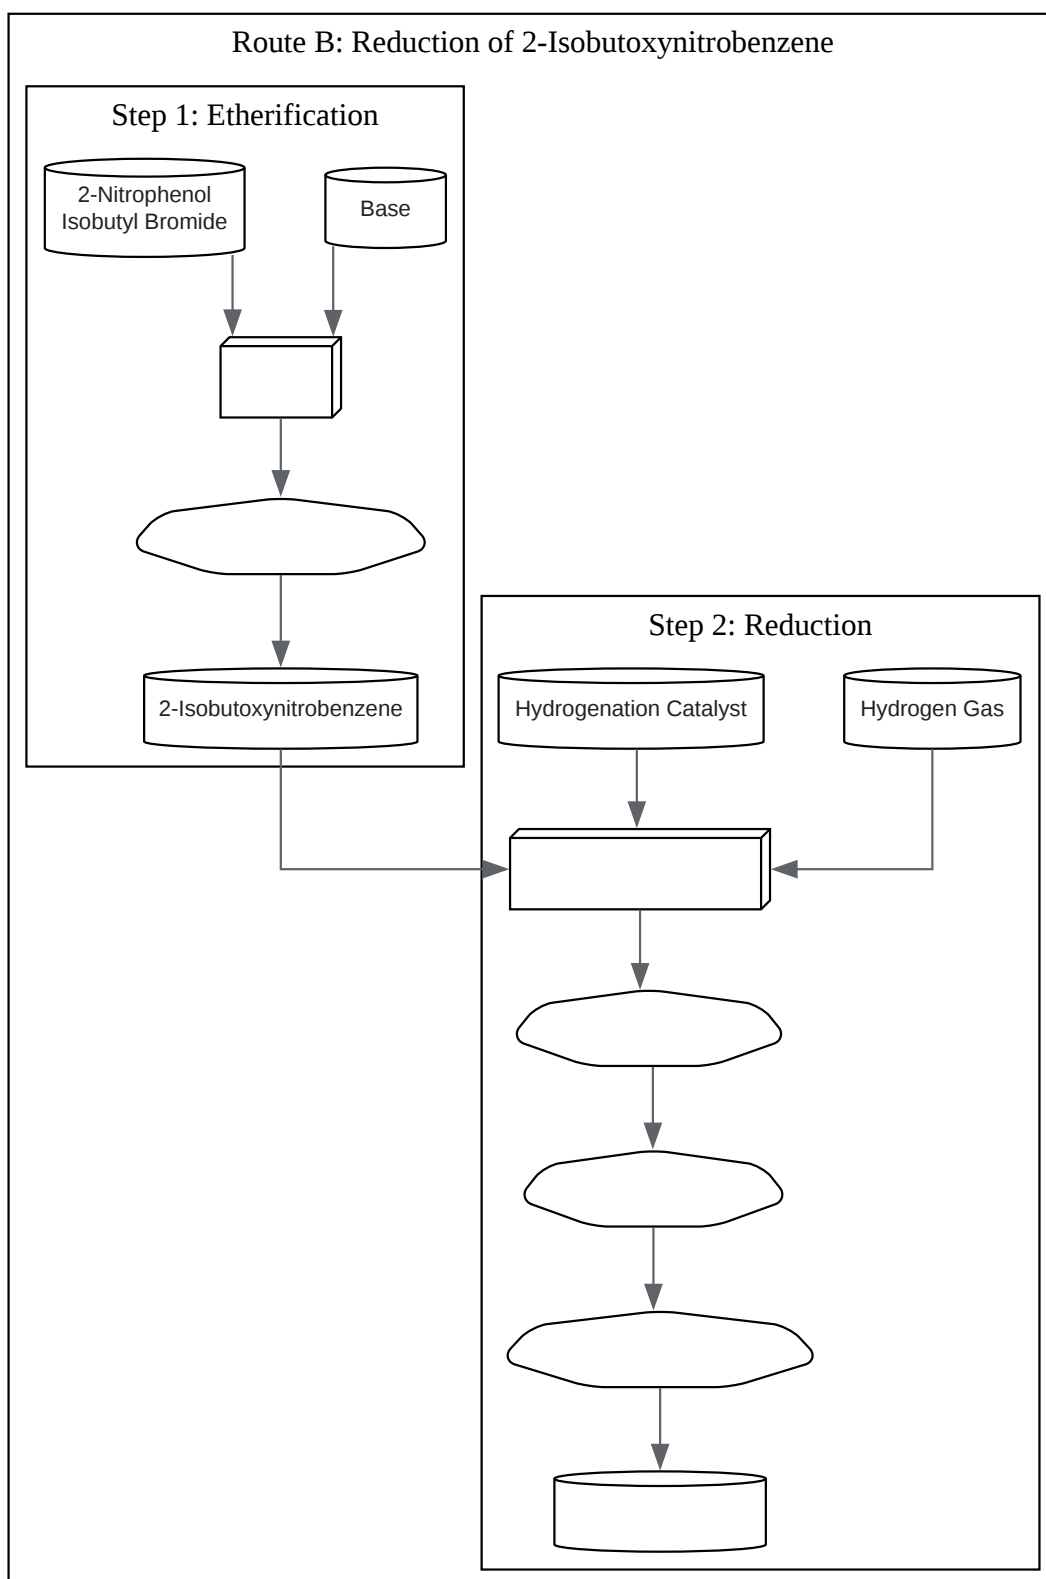 Route B: Reduction of 2-Isobutoxynitrobenzene
Step 1: Etherification
2-Nitrophenol
Isobutyl Bromide
Base
2-Isobutoxynitrobenzene
Step 2: Reduction
Hydrogenation Catalyst
Hydrogen Gas